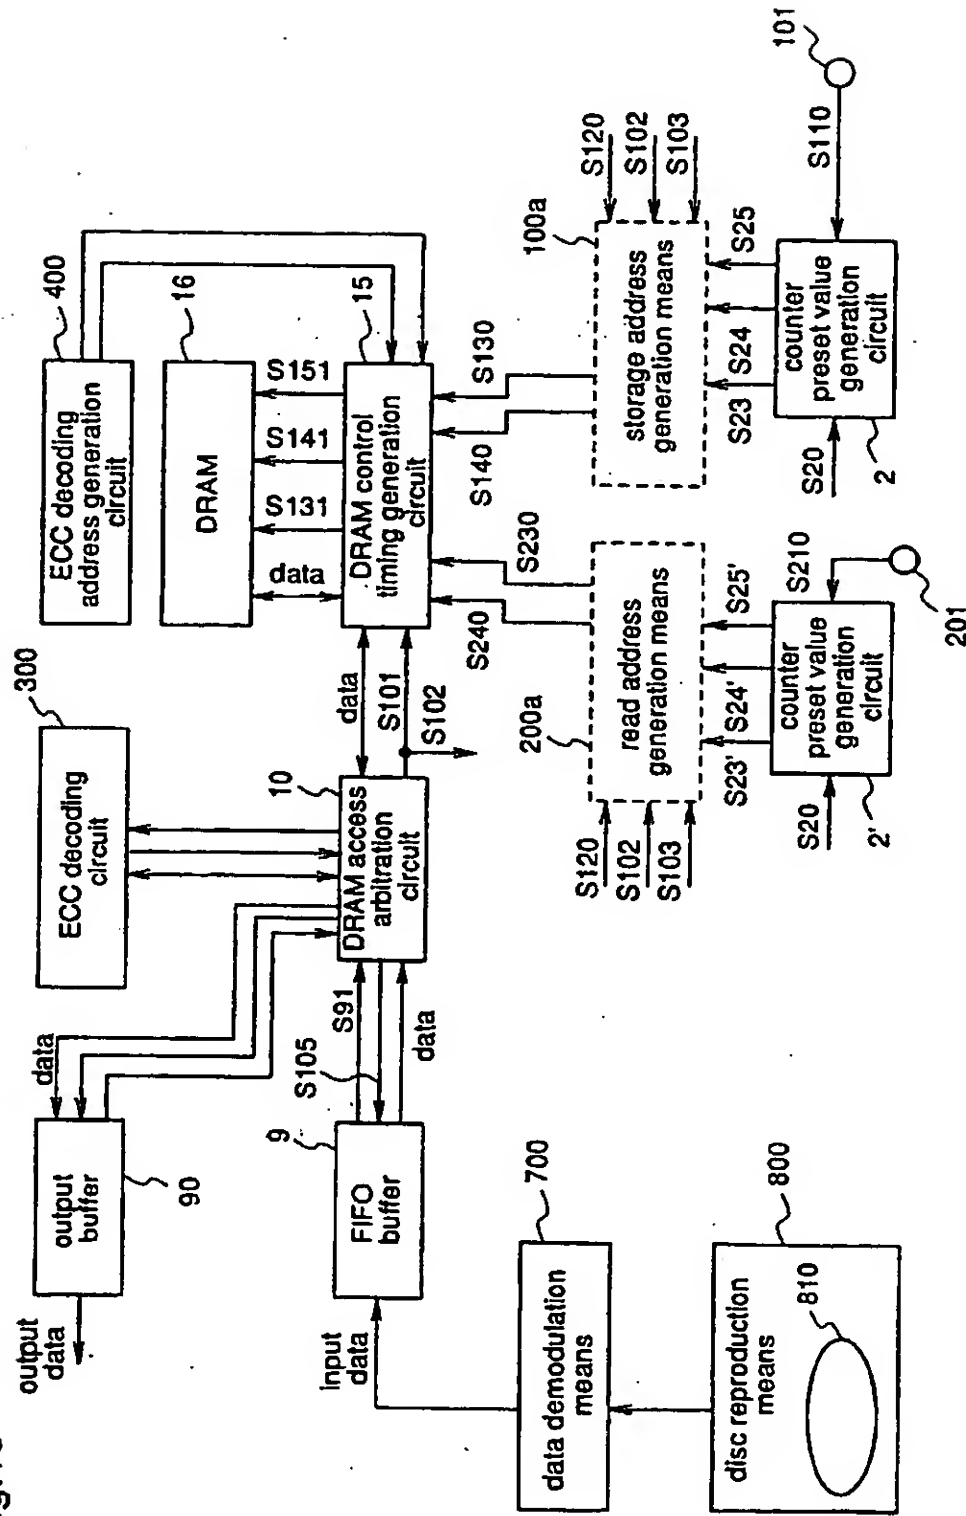 output
data
output
buffer
90
data
ECC decoding
circuit
300
ECC decoding
address generation
circuit
400
DRAM
16
S131
S141
S151
data
input
data
FIFO
buffer
9
S91
S105
data
DRAM access
arbitration
circuit
10
data
S101
S102
DRAM control
timing generation
circuit
15
S240
S230
S140
S130
data demodulation
means
700
disc reproduction
means
800
810
S120
S102
S103
read address
generation means
200a
S23'
S24'
S25'
S20
counter
preset value
generation
circuit
2'
S210
201
storage address
generation means
100a
S120
S102
S103
S23
S24
S25
S20
counter
preset value
generation
circuit
2
S110
101